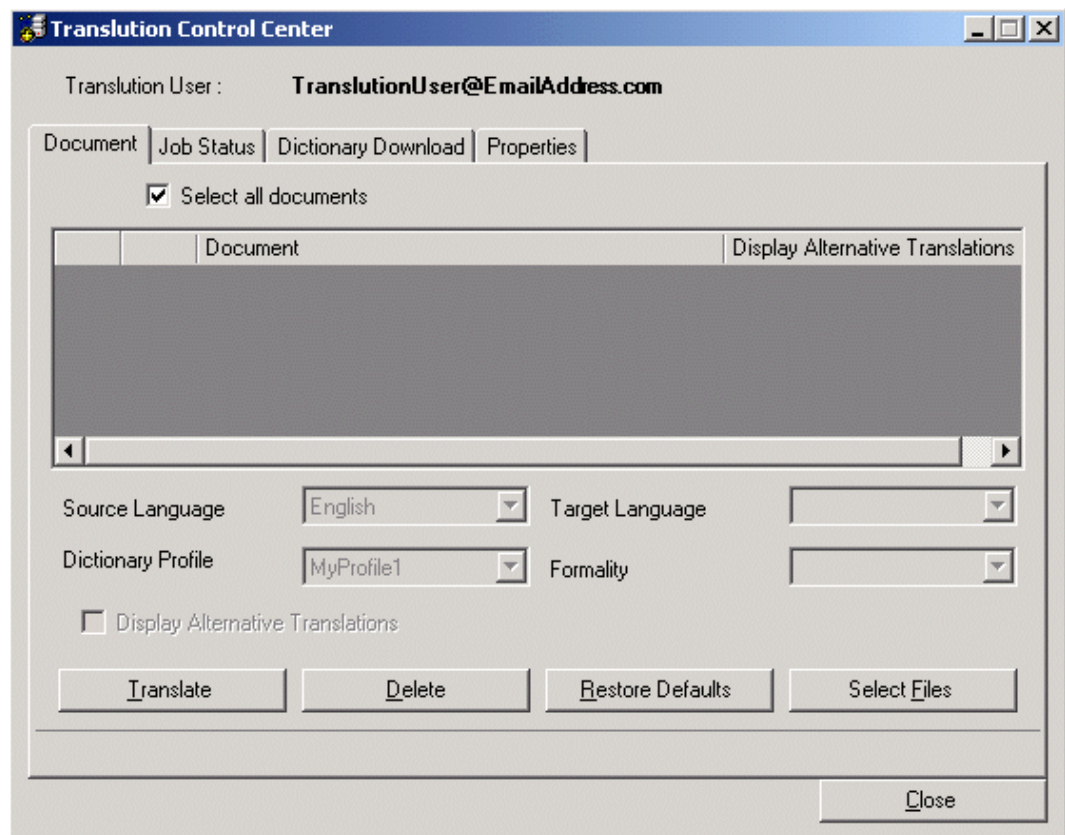 Translution Control Center
Translution User : TranslutionUser@EmailAddress.com
Document Job Status Dictionary Download Properties
Select all documents
Document Display Alternative Translations
Source Language English Target Language
Dictionary Profile MyProfile1 Formality
Display Alternative Translations
Translate Delete Restore Defaults Select Files
Close